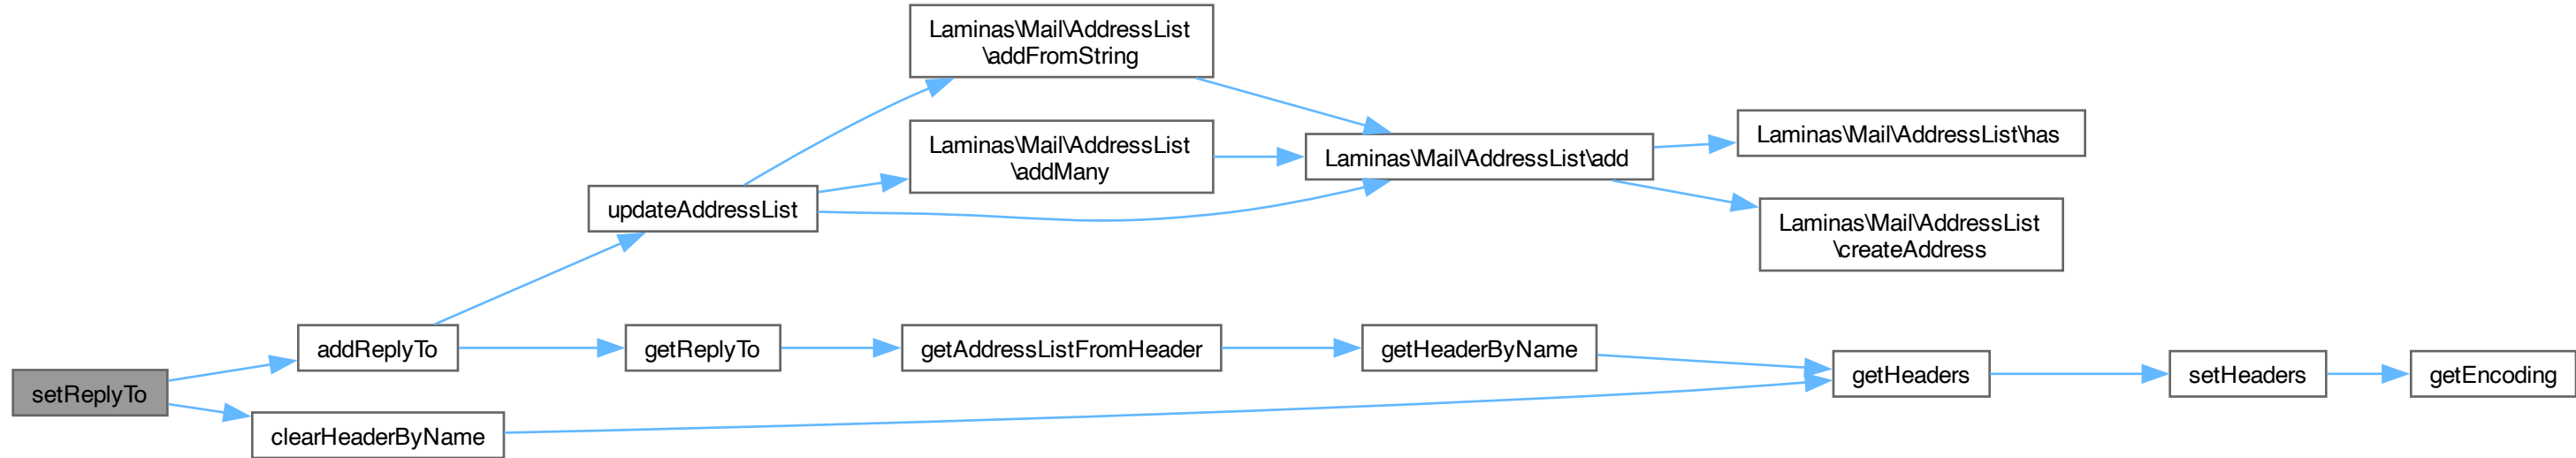 Laminas\Mail\AddressList
\addFromString
Laminas\Mail\AddressList
\addMany
Laminas\Mail\AddressList\add
Laminas\Mail\AddressList\has
Laminas\Mail\AddressList
\createAddress
updateAddressList
setReplyTo
addReplyTo
getReplyTo
getAddressListFromHeader
getHeaderByName
getHeaders
setHeaders
getEncoding
clearHeaderByName